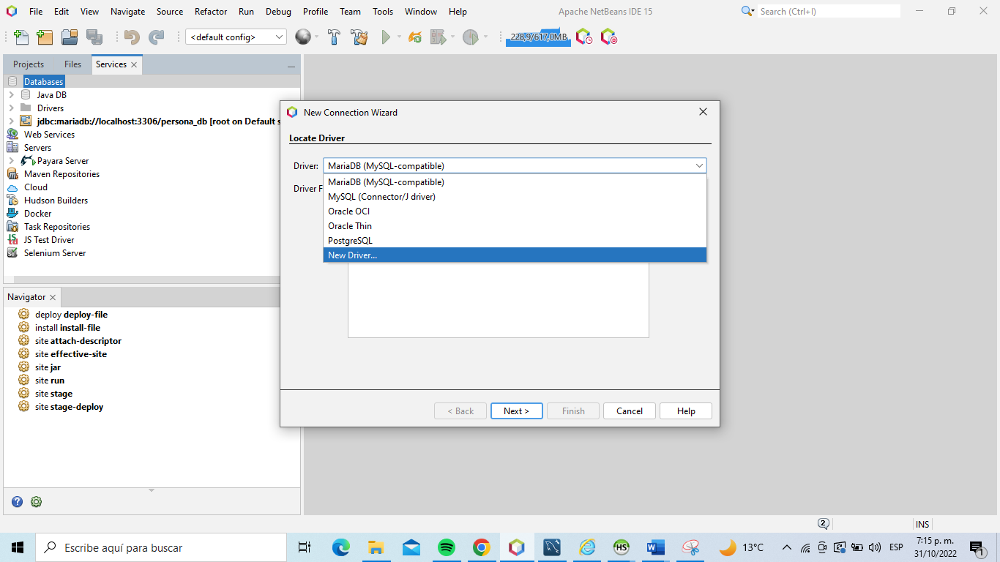 File Edit View Navigate Source Refactor Run Debug Profile Team Tools Window Help
Apache NetBeans IDE 15
Search (Ctrl+I)
<default config>
228,9/617,0MB
Projects Files Services
Databases
Java DB
Drivers
jdbc:mariadb://localhost:3306/persona_db [root on Default s
Web Services
Servers
Payara Server
Maven Repositories
Cloud
Hudson Builders
Docker
Task Repositories
JS Test Driver
Selenium Server
Navigator
deploy deploy-file
install install-file
site attach-descriptor
site effective-site
site jar
site run
site stage
site stage-deploy
New Connection Wizard
Locate Driver
Driver: MariaDB (MySQL-compatible)
MariaDB (MySQL-compatible)
Driver F
MySQL (Connector/J driver)
Oracle OCI
Oracle Thin
PostgreSQL
New Driver...
< Back Next > Finish Cancel Help
2
INS
Escribe aquí para buscar
HS
W
13°C
ESP
7:15 p. m.
31/10/2022
1